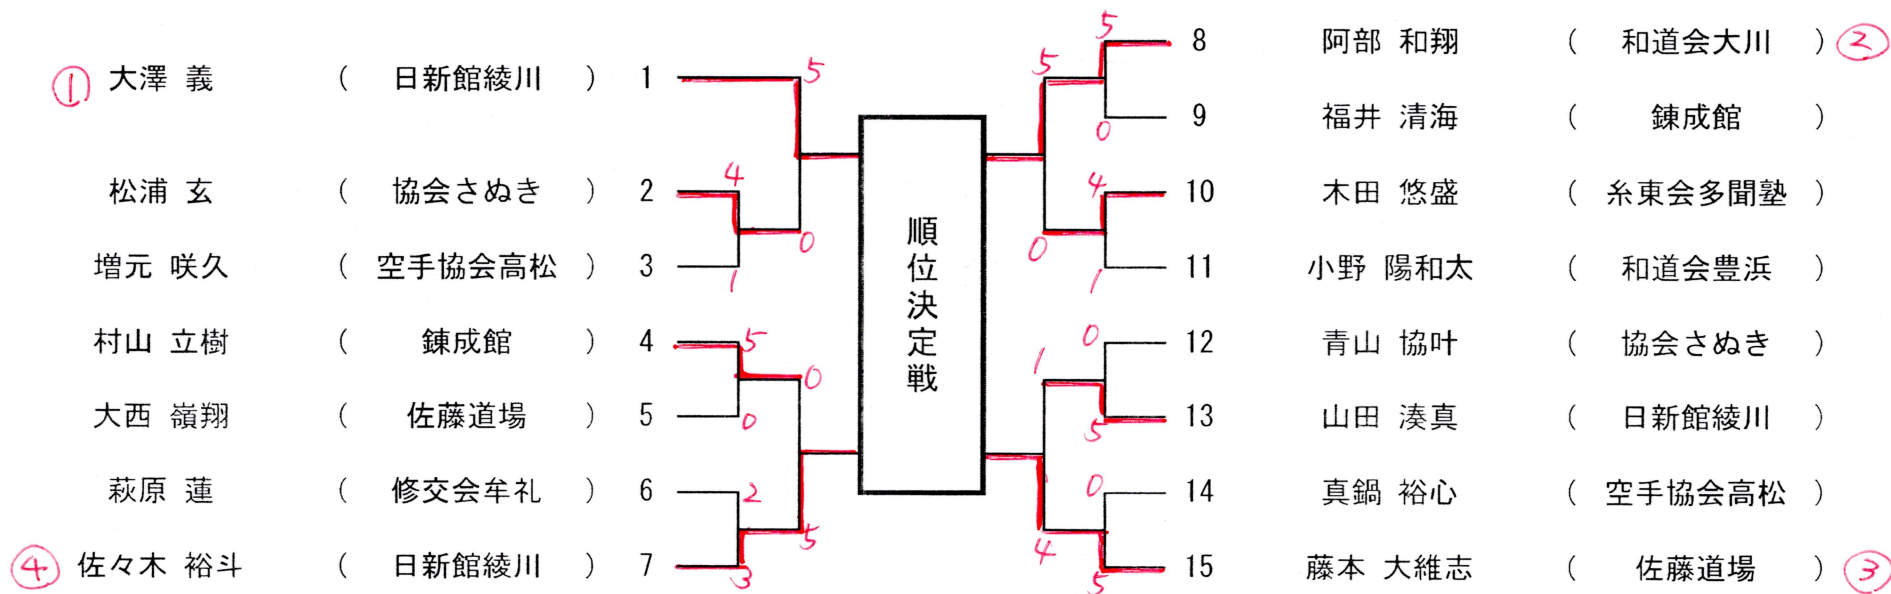 ① 大澤 義 ( 日新館綾川 ) 1
松浦 玄 ( 協会さぬき ) 2
増元 咲久 ( 空手協会高松 ) 3
村山 立樹 ( 錬成館 ) 4
大西 嶺翔 ( 佐藤道場 ) 5
萩原 蓮 ( 修交会牟礼 ) 6
④ 佐々木 裕斗 ( 日新館綾川 ) 7
5
4
0
1
5
0
0
2
5
3
順位決定戦
5
5
0
4
0
1
0
1
5
0
4
5
8 阿部 和翔 ( 和道会大川 ) ②
9 福井 清海 ( 錬成館 )
10 木田 悠盛 ( 糸東会多聞塾 )
11 小野 陽和太 ( 和道会豊浜 )
12 青山 協叶 ( 協会さぬき )
13 山田 湊真 ( 日新館綾川 )
14 真鍋 裕心 ( 空手協会高松 )
15 藤本 大維志 ( 佐藤道場 ) ③